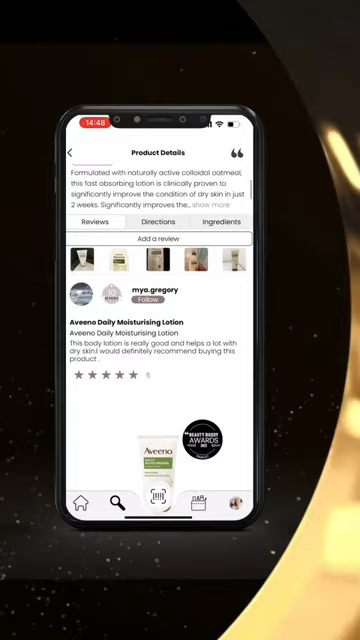 14:48
Product Details
Formulated with naturally active colloidal oatmeal,
this fast absorbing lotion is clinically proven to
significantly improve the condition of dry skin in just
2 weeks. Significantly improves the...show more
Reviews Directions Ingredients
Add a review
10
REVIEWS
mya.gregory
Follow
Aveeno Daily Moisturising Lotion
Aveeno Daily Moisturising Lotion
This body lotion is really good and helps a lot with
dry skin.I would definitely recommend buying this
product .
5
Aveeno
BEAUTY BUDDY
AWARDS